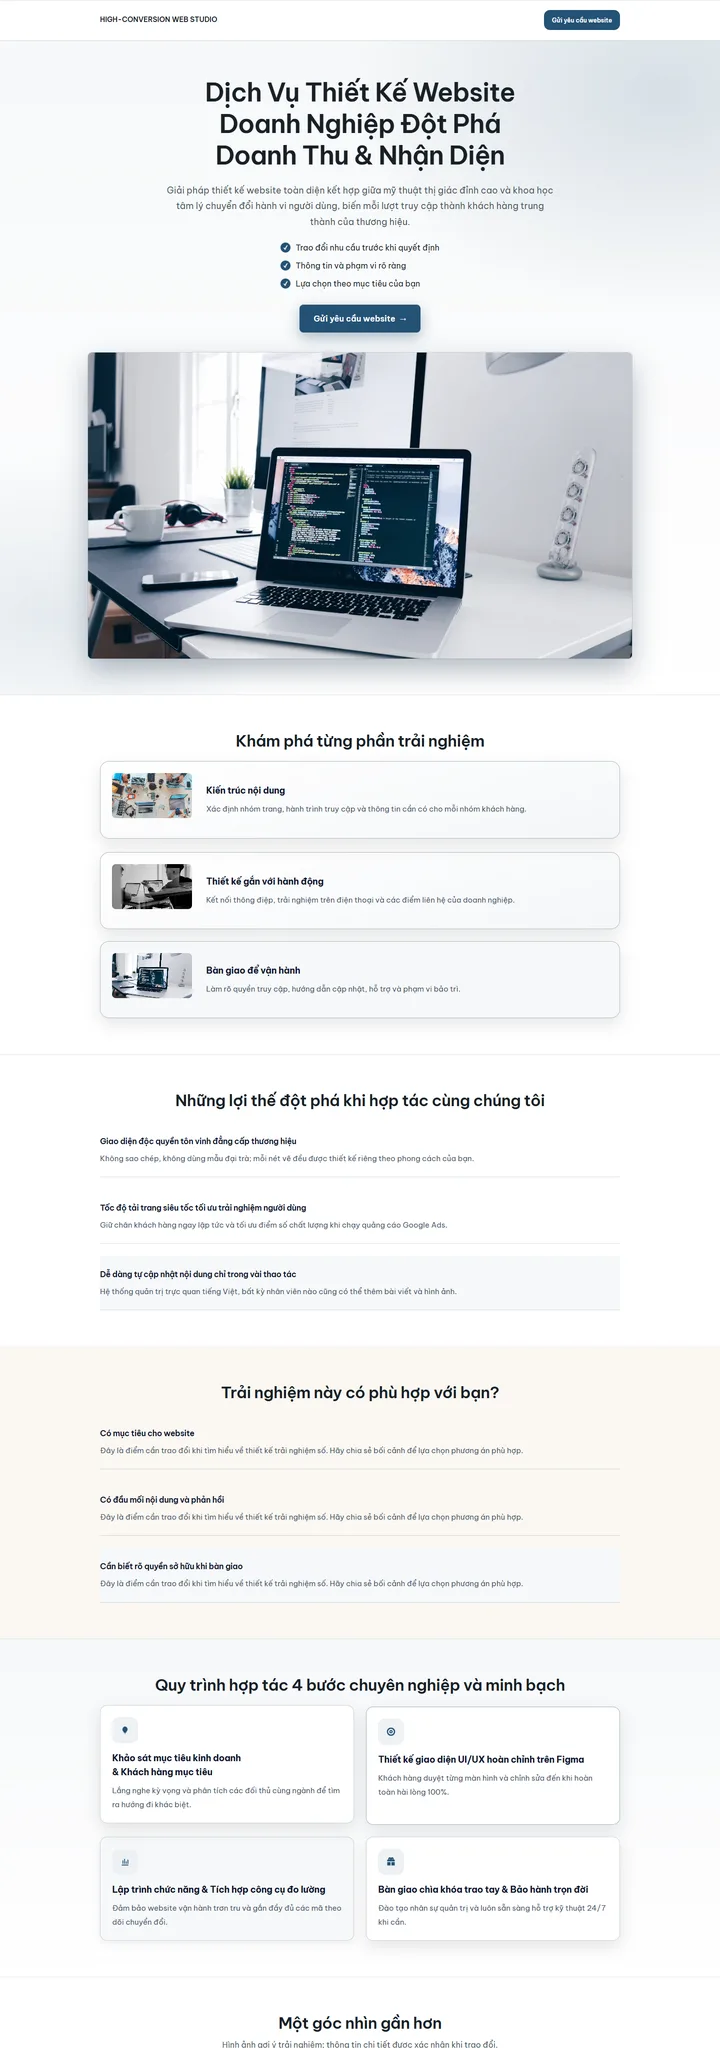 HIGH-CONVERSION WEB STUDIO
Gửi yêu cầu website
Dịch Vụ Thiết Kế Website
Doanh Nghiệp Đột Phá
Doanh Thu & Nhận Diện
Giải pháp thiết kế website toàn diện kết hợp giữa mỹ thuật thị giác đỉnh cao và khoa học
tâm lý chuyển đổi hành vi người dùng, biến mỗi lượt truy cập thành khách hàng trung
thành của thương hiệu.
Trao đổi nhu cầu trước khi quyết định
Thông tin và phạm vi rõ ràng
Lựa chọn theo mục tiêu của bạn
Gửi yêu cầu website →
Khám phá từng phần trải nghiệm
Kiến trúc nội dung
Xác định nhóm trang, hành trình truy cập và thông tin cần có cho mỗi nhóm khách hàng.
Thiết kế gắn với hành động
Kết nối thông điệp, trải nghiệm trên điện thoại và các điểm liên hệ của doanh nghiệp.
Bàn giao để vận hành
Làm rõ quyền truy cập, hướng dẫn cập nhật, hỗ trợ và phạm vi bảo trì.
Những lợi thế đột phá khi hợp tác cùng chúng tôi
Giao diện độc quyền tôn vinh đẳng cấp thương hiệu
Không sao chép, không dùng mẫu đại trà; mỗi nét vẽ đều được thiết kế riêng theo phong cách của bạn.
Tốc độ tải trang siêu tốc tối ưu trải nghiệm người dùng
Giữ chân khách hàng ngay lập tức và tối ưu điểm số chất lượng khi chạy quảng cáo Google Ads.
Dễ dàng tự cập nhật nội dung chỉ trong vài thao tác
Hệ thống quản trị trực quan tiếng Việt, bất kỳ nhân viên nào cũng có thể thêm bài viết và hình ảnh.
Trải nghiệm này có phù hợp với bạn?
Có mục tiêu cho website
Đây là điểm cần trao đổi khi tìm hiểu về thiết kế trải nghiệm số. Hãy chia sẻ bối cảnh để lựa chọn phương án phù hợp.
Có đầu mối nội dung và phản hồi
Đây là điểm cần trao đổi khi tìm hiểu về thiết kế trải nghiệm số. Hãy chia sẻ bối cảnh để lựa chọn phương án phù hợp.
Cần biết rõ quyền sở hữu khi bàn giao
Đây là điểm cần trao đổi khi tìm hiểu về thiết kế trải nghiệm số. Hãy chia sẻ bối cảnh để lựa chọn phương án phù hợp.
Quy trình hợp tác 4 bước chuyên nghiệp và minh bạch
Khảo sát mục tiêu kinh doanh
& Khách hàng mục tiêu
Lắng nghe kỳ vọng và phân tích các đối thủ cùng ngành để tìm
ra hướng đi khác biệt.
Thiết kế giao diện UI/UX hoàn chỉnh trên Figma
Khách hàng duyệt từng màn hình và chỉnh sửa đến khi hoàn
toàn hài lòng 100%.
Lập trình chức năng & Tích hợp công cụ đo lường
Đảm bảo website vận hành trơn tru và gắn đầy đủ các mã theo
dõi chuyển đổi.
Bàn giao chìa khóa trao tay & Bảo hành trọn đời
Đào tạo nhân sự quản trị và luôn sẵn sàng hỗ trợ kỹ thuật 24/7
khi cần.
Một góc nhìn gần hơn
Hình ảnh gợi ý trải nghiệm; thông tin chi tiết được xác nhận khi trao đổi.